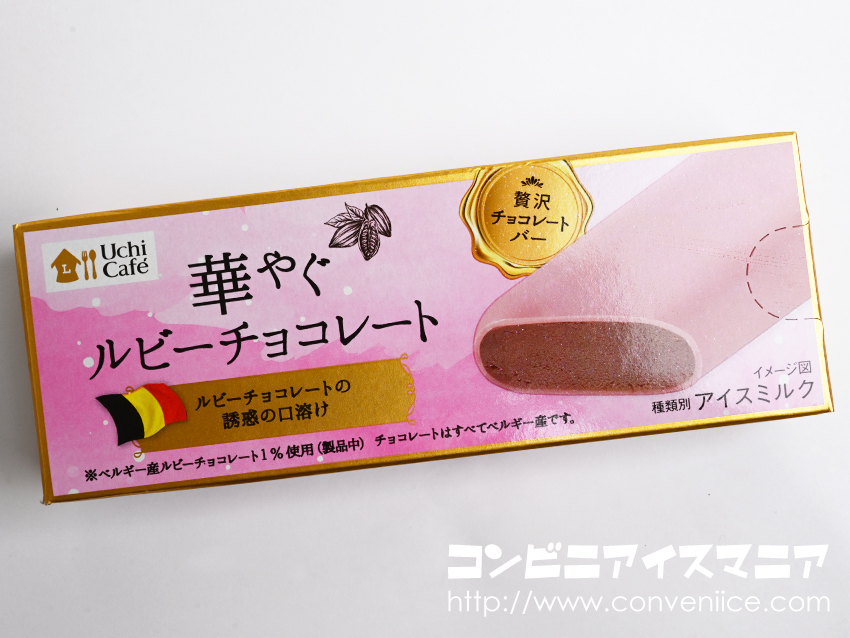 Uchi
Café
L
華やぐ
ルビーチョコレート
贅沢
チョコレート
バー
ルビーチョコレートの
誘惑の口溶け
※ベルギー産ルビーチョコレート1%使用(製品中) チョコレートはすべてベルギー産です。
イメージ図
種類別 アイスミルク
コンビニアイスマニア
http://www.conveniice.com